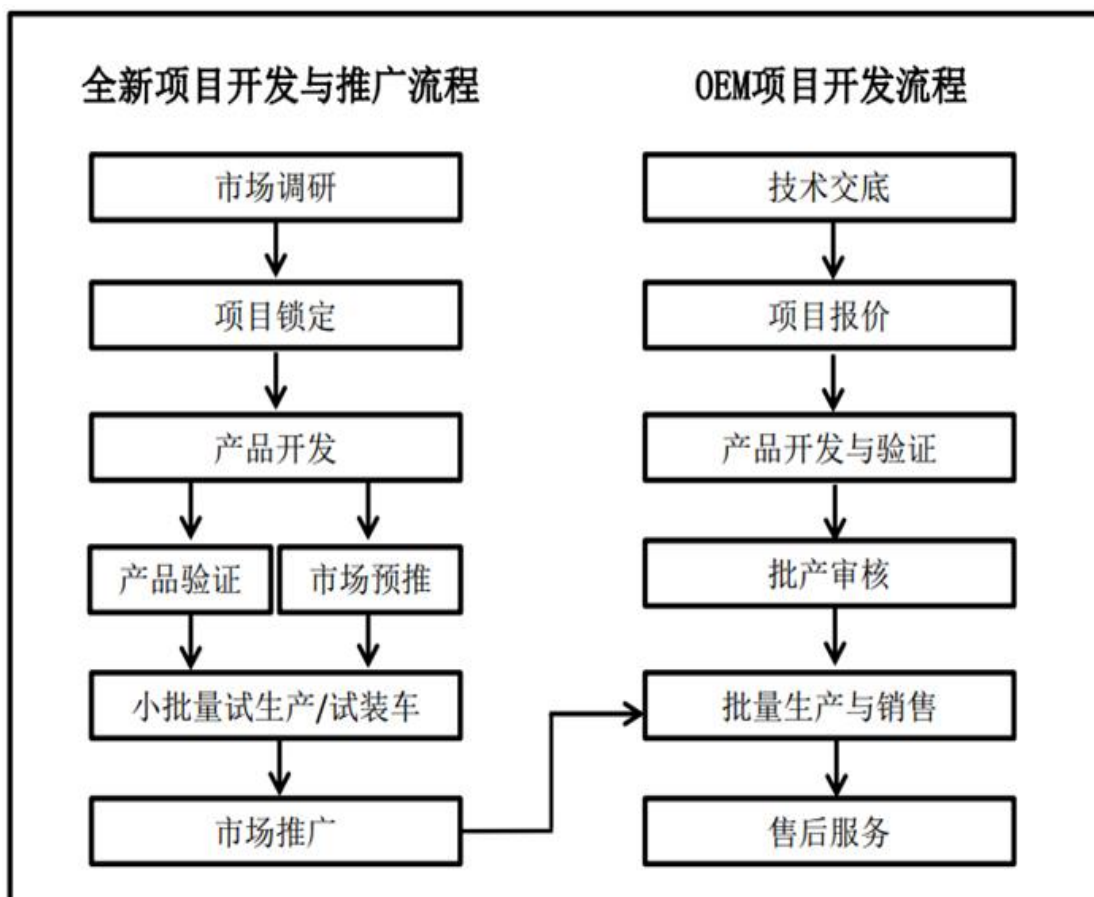 全新项目开发与推广流程
市场调研
项目锁定
产品开发
产品验证
市场预推
小批量试生产/试装车
市场推广
OEM项目开发流程
技术交底
项目报价
产品开发与验证
批产审核
批量生产与销售
售后服务